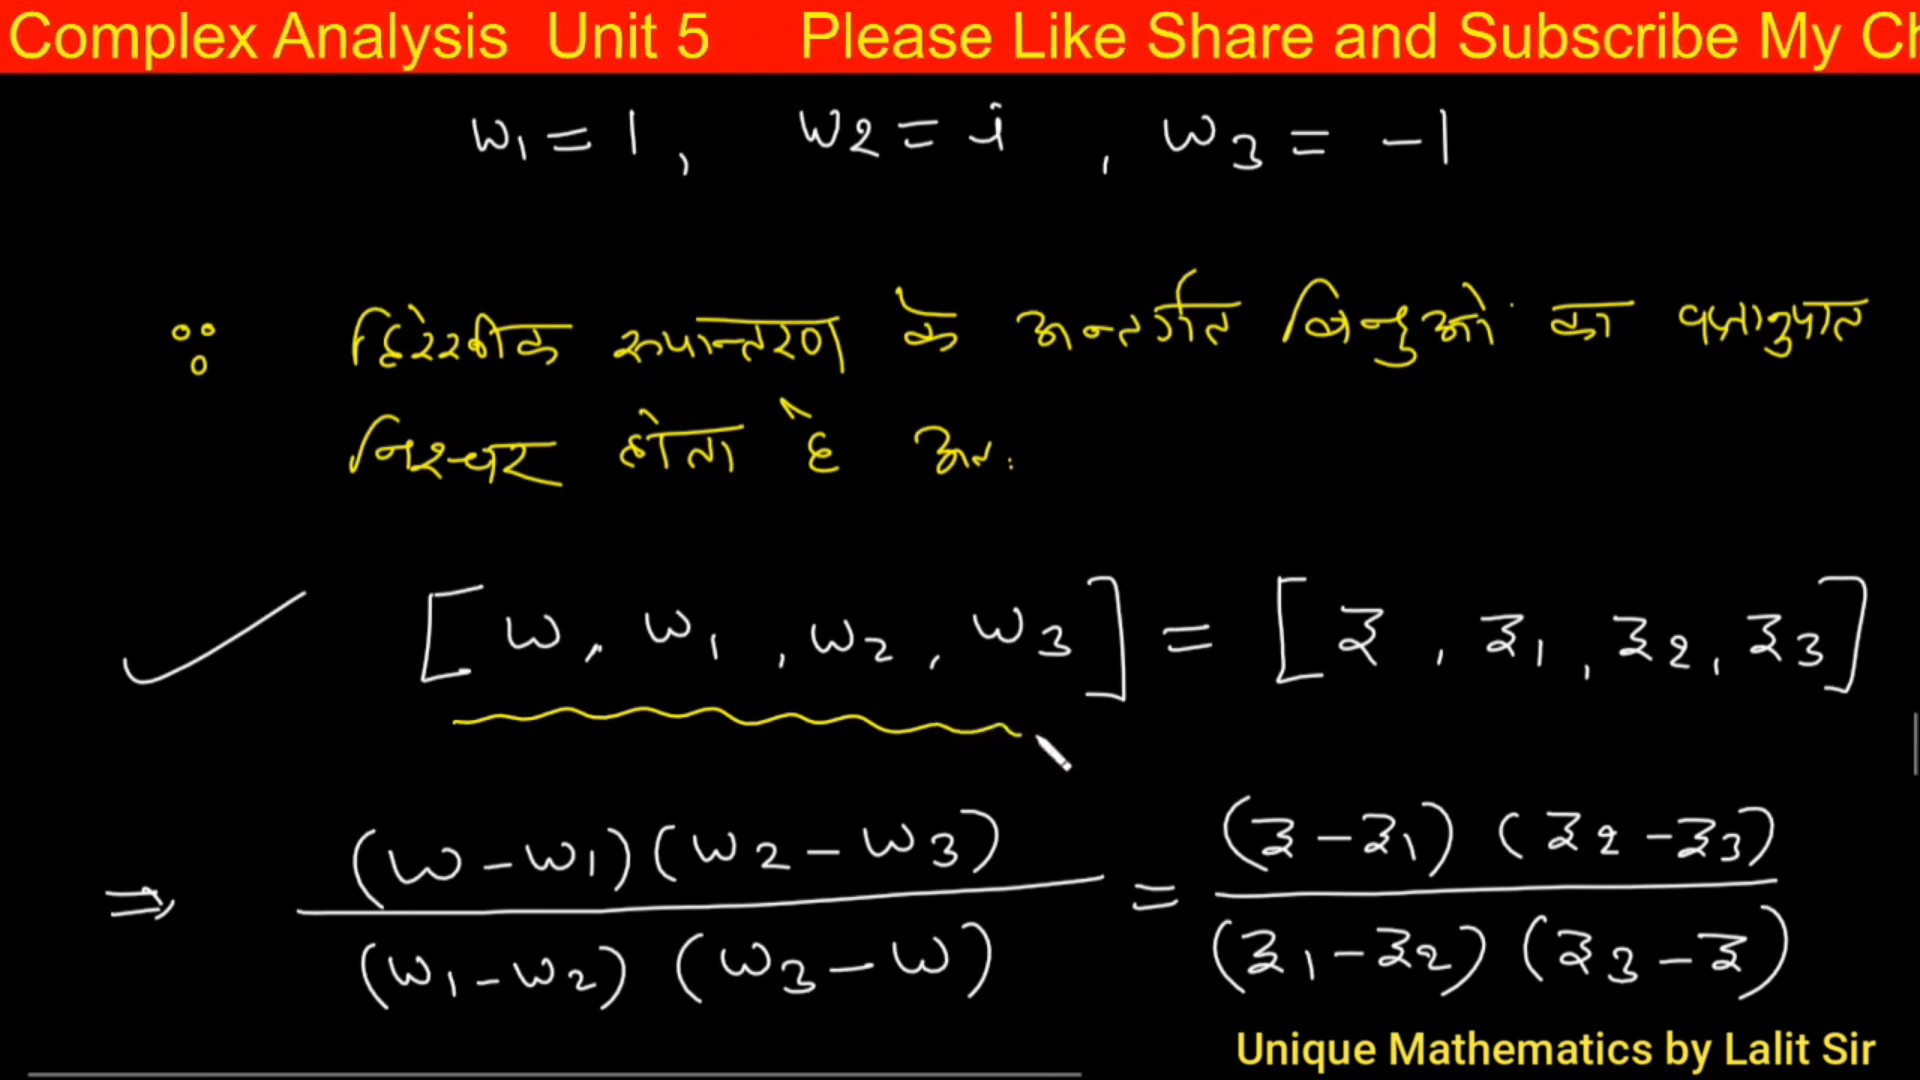 Complex Analysis Unit 5 Please Like Share and Subscribe My Ch
w₁ = 1, w₂ = i, w₃ = -1
∵ द्विरेखीक रूपान्तरण के अन्तर्गत बिन्दुओ का वज्रानुपात
निश्चर होता है अतः
[w, w₁, w₂, w₃] = [z, z₁, z₂, z₃]
⇒ (w-w₁)(w₂-w₃) / (w₁-w₂)(w₃-w) = (z-z₁)(z₂-z₃) / (z₁-z₂)(z₃-z)
Unique Mathematics by Lalit Sir